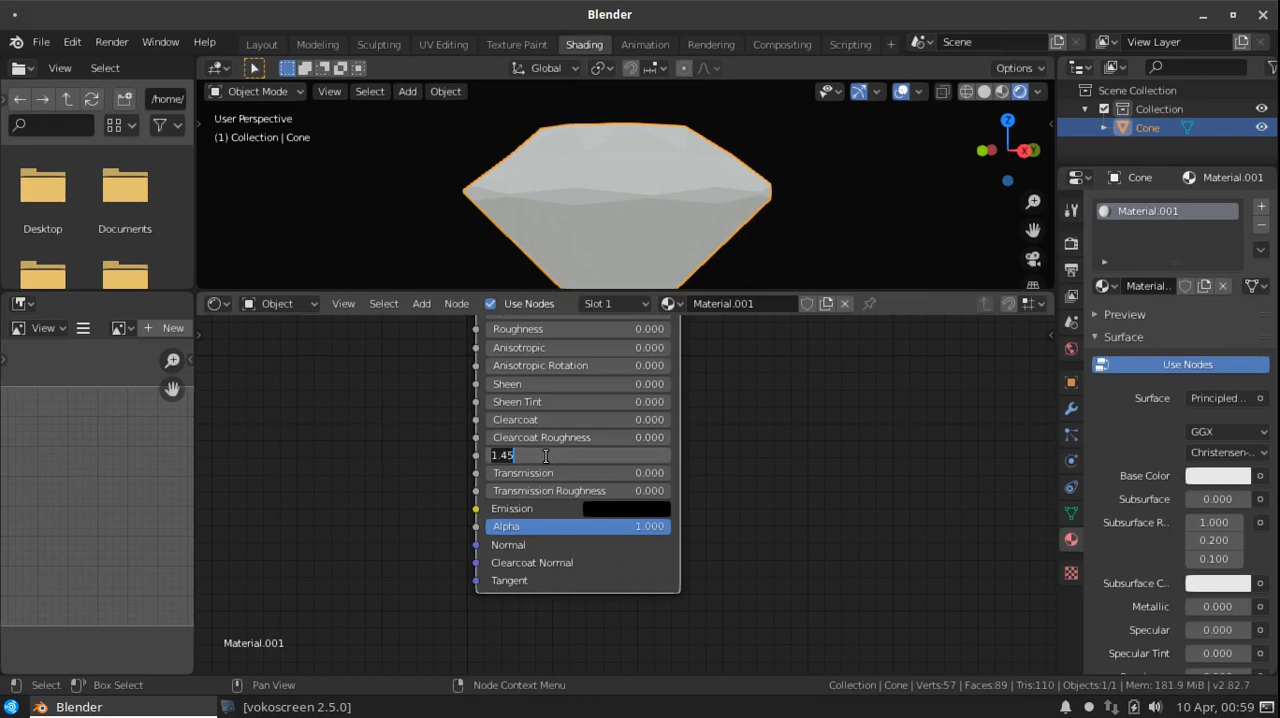 Blender
File Edit Render Window Help
Layout Modeling Sculpting UV Editing Texture Paint Shading Animation Rendering Compositing Scripting
Scene
View Layer
View Select
Global
Options
/home/
Object Mode View Select Add Object
User Perspective
(1) Collection | Cone
Z
X
Y
Scene Collection
Collection
Cone
Desktop
Documents
Cone
Material.001
Material.001
Material..
Preview
Surface
Use Nodes
Surface Principled ..
GGX
Christensen-..
Base Color
Subsurface 0.000
Subsurface R.. 1.000
0.200
0.100
Subsurface C..
Metallic 0.000
Specular 0.000
Specular Tint 0.000
View
New
Object View Select Add Node Use Nodes Slot 1 Material.001
Roughness 0.000
Anisotropic 0.000
Anisotropic Rotation 0.000
Sheen 0.000
Sheen Tint 0.000
Clearcoat 0.000
Clearcoat Roughness 0.000
1.45
Transmission 0.000
Transmission Roughness 0.000
Emission
Alpha 1.000
Normal
Clearcoat Normal
Tangent
Material.001
Select Box Select Pan View Node Context Menu
Collection | Cone | Verts:57 | Faces:89 | Tris:110 | Objects:1/1 | Mem: 181.9 MiB | v2.82.7
Blender
[vokoscreen 2.5.0]
10 Apr, 00:59